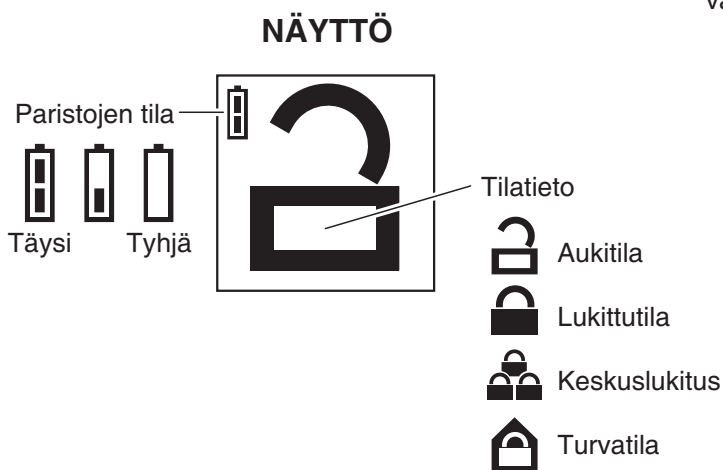 NÄYTTÖ
Paristojen tila
Täysi
Tyhjä
Tilatieto
Aukitila
Lukittutila
Keskuslukitus
Turvatila